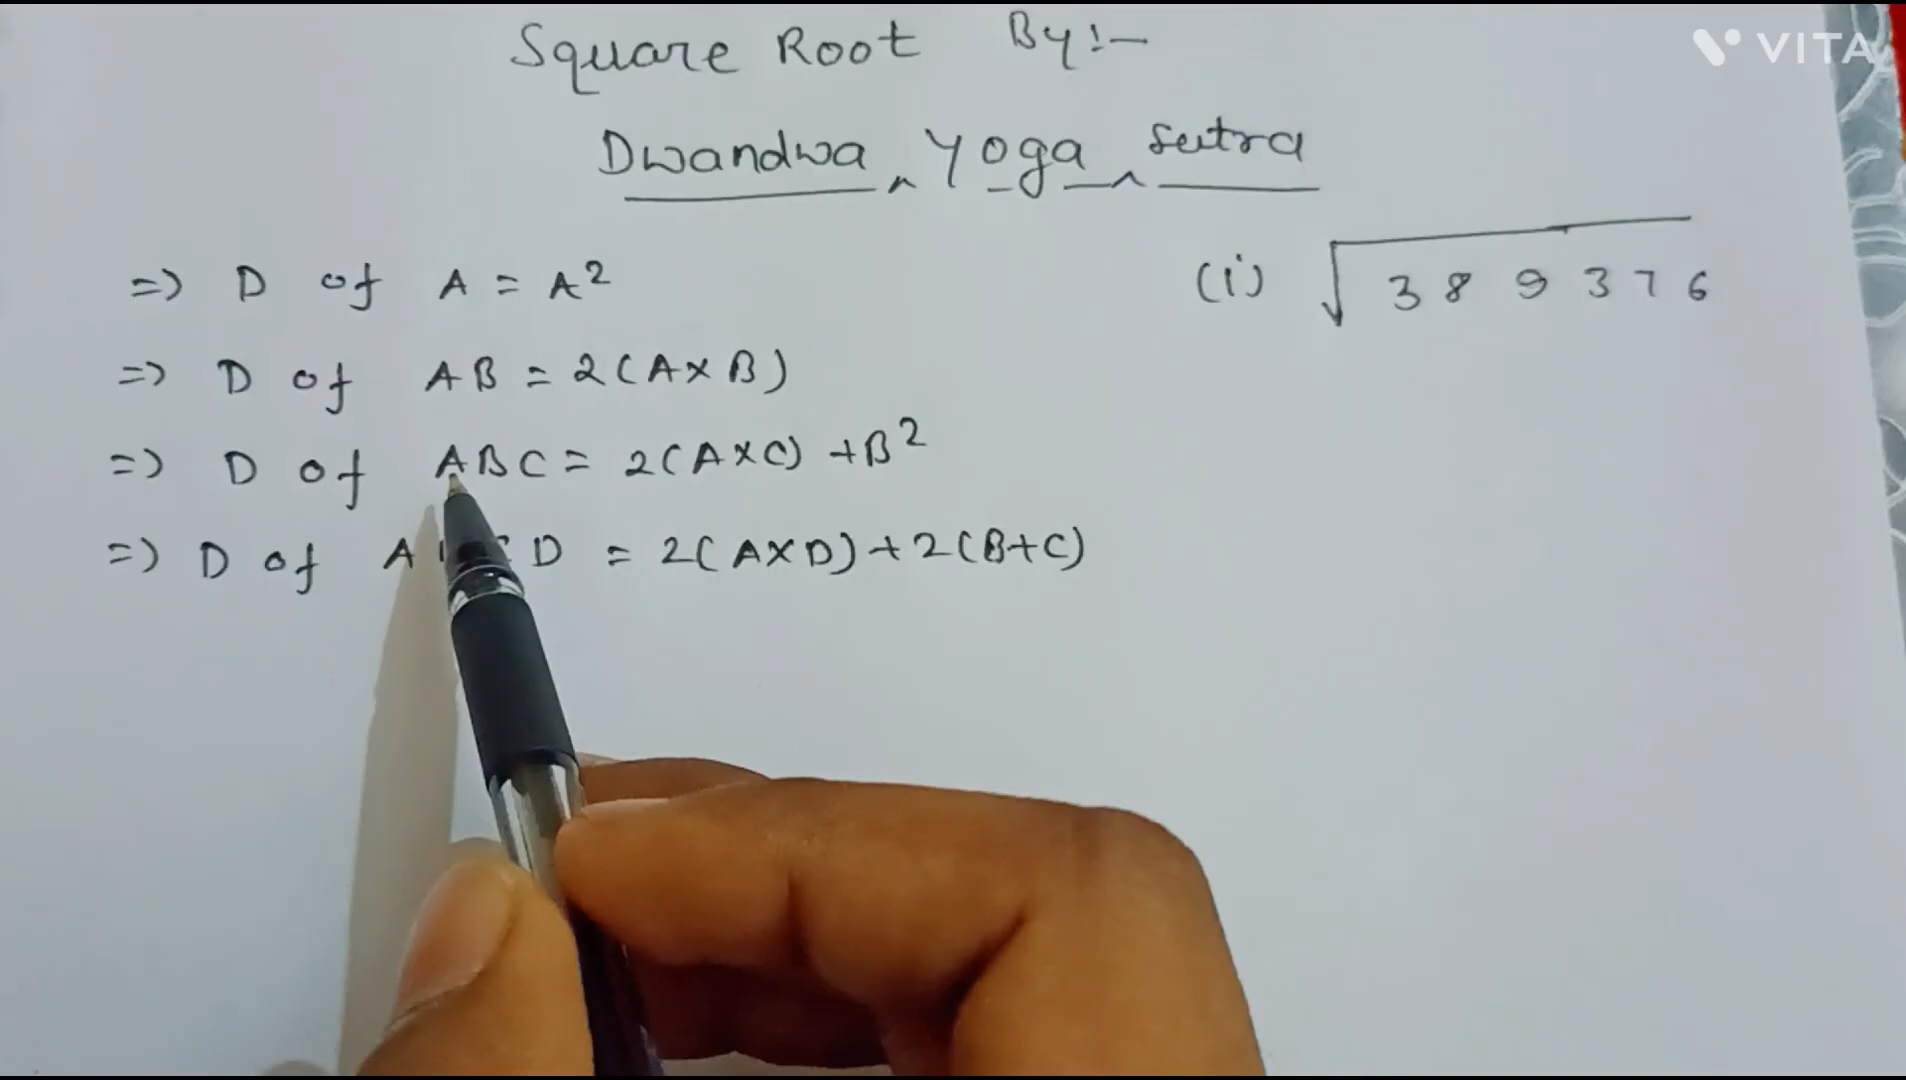 Square Root By:-
Dwandwa Yoga Sutra
=> D of A = A²
=> D of AB = 2(A×B)
=> D of ABC = 2(A×C) +B²
=> D of A D = 2(A×D)+2(B+C)
(i) √389376
VITA